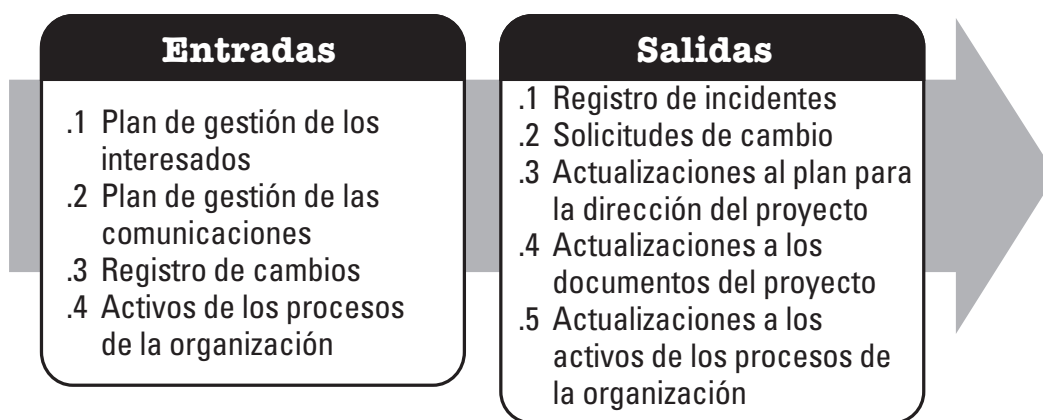 Entradas
.1 Plan de gestión de los
interesados
.2 Plan de gestión de las
comunicaciones
.3 Registro de cambios
.4 Activos de los procesos
de la organización
Salidas
.1 Registro de incidentes
.2 Solicitudes de cambio
.3 Actualizaciones al plan para
la dirección del proyecto
.4 Actualizaciones a los
documentos del proyecto
.5 Actualizaciones a los
activos de los procesos de
la organización